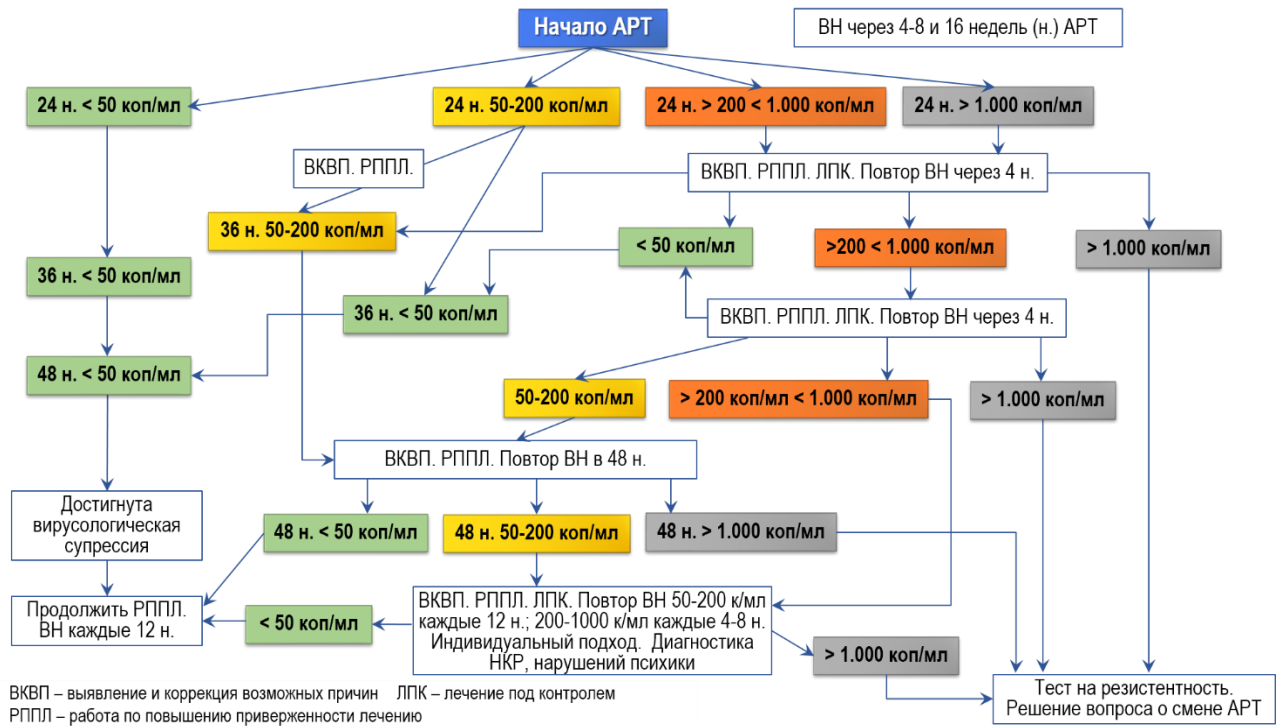 Начало АРТ
ВН через 4-8 и 16 недель (н.) АРТ
24 н. < 50 коп/мл
24 н. 50-200 коп/мл
24 н. > 200 < 1.000 коп/мл
24 н. > 1.000 коп/мл
ВКВП. РППЛ.
ВКВП. РППЛ. ЛПК. Повтор ВН через 4 н.
36 н. 50-200 коп/мл
< 50 коп/мл
>200 < 1.000 коп/мл
> 1.000 коп/мл
36 н. < 50 коп/мл
36 н. < 50 коп/мл
ВКВП. РППЛ. ЛПК. Повтор ВН через 4 н.
48 н. < 50 коп/мл
50-200 коп/мл
> 200 коп/мл < 1.000 коп/мл
> 1.000 коп/мл
ВКВП. РППЛ. Повтор ВН в 48 н.
Достигнута
вирусологическая
супрессия
48 н. < 50 коп/мл
48 н. 50-200 коп/мл
48 н. > 1.000 коп/мл
Продолжить РППЛ.
ВН каждые 12 н.
< 50 коп/мл
ВКВП. РППЛ. ЛПК. Повтор ВН 50-200 к/мл
каждые 12 н.; 200-1000 к/мл каждые 4-8 н.
Индивидуальный подход. Диагностика
НКР, нарушений психики
> 1.000 коп/мл
Тест на резистентность.
Решение вопроса о смене АРТ
ВКВП – выявление и коррекция возможных причин ЛПК – лечение под контролем
РППЛ – работа по повышению приверженности лечению